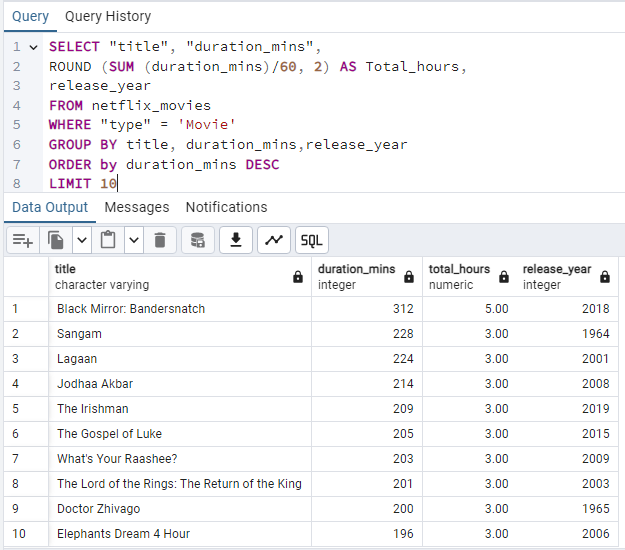 Query Query History
1 SELECT "title", "duration_mins",
2 ROUND (SUM (duration_mins)/60, 2) AS Total_hours,
3 release_year
4 FROM netflix_movies
5 WHERE "type" = 'Movie'
6 GROUP BY title, duration_mins,release_year
7 ORDER by duration_mins DESC
8 LIMIT 10
Data Output Messages Notifications
SQL
title duration_mins total_hours release_year
character varying integer numeric integer
1 Black Mirror: Bandersnatch 312 5.00 2018
2 Sangam 228 3.00 1964
3 Lagaan 224 3.00 2001
4 Jodhaa Akbar 214 3.00 2008
5 The Irishman 209 3.00 2019
6 The Gospel of Luke 205 3.00 2015
7 What's Your Raashee? 203 3.00 2009
8 The Lord of the Rings: The Return of the King 201 3.00 2003
9 Doctor Zhivago 200 3.00 1965
10 Elephants Dream 4 Hour 196 3.00 2006